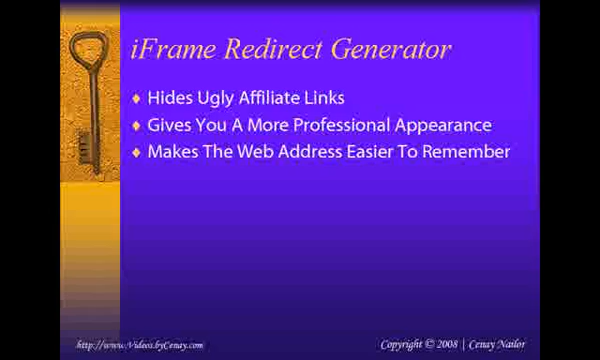 iFrame Redirect Generator
Hides Ugly Affiliate Links
Gives You A More Professional Appearance
Makes The Web Address Easier To Remember
http://www.Videos.byCenay.com
Copyright © 2008 | Cenay Nailor